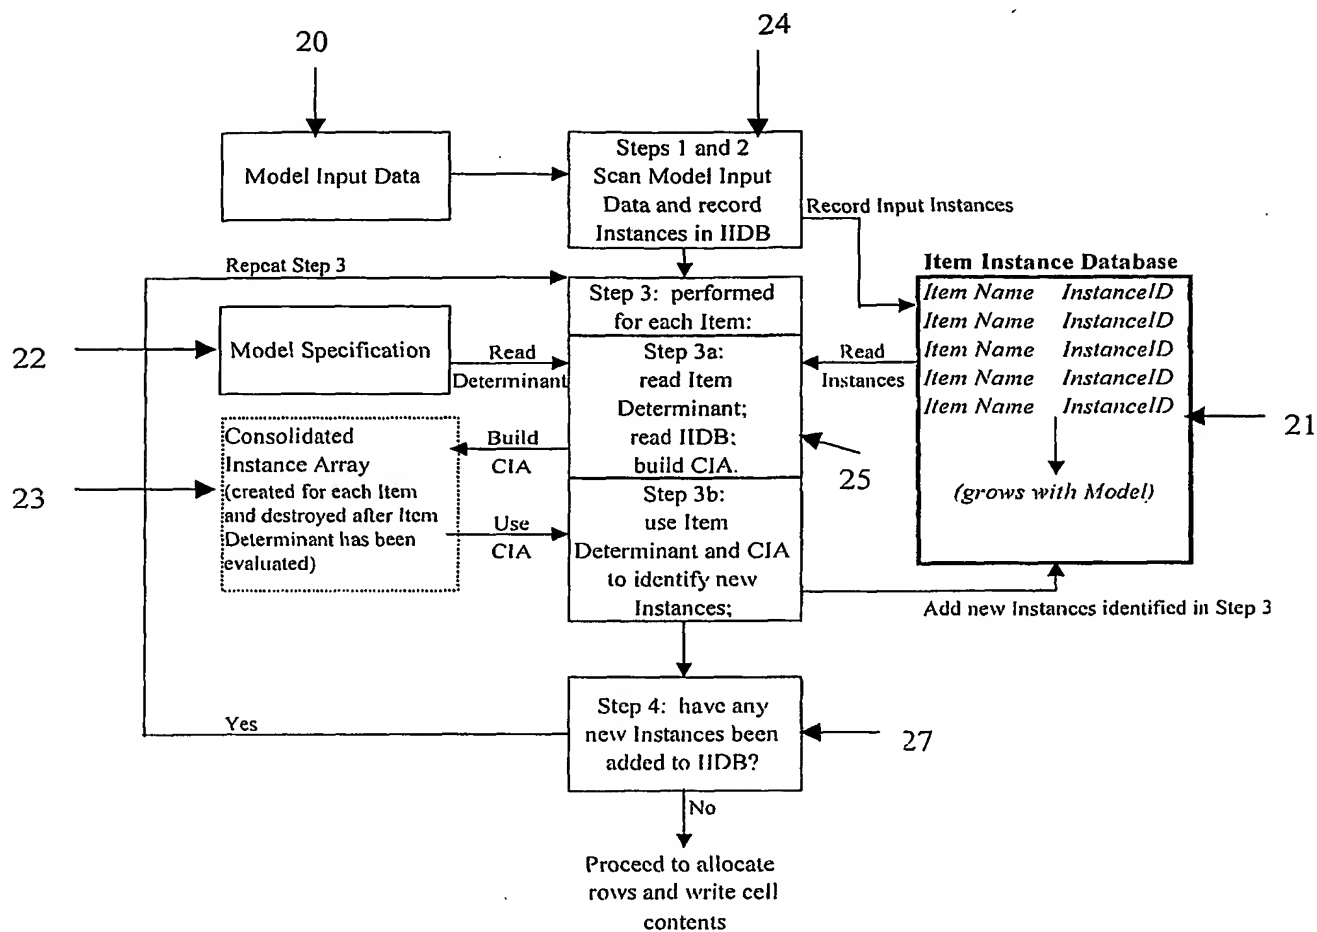 20
24
Model Input Data
Steps 1 and 2
Scan Model Input
Data and record
Instances in IIDB
Record Input Instances
Repeat Step 3
Step 3: performed
for each Item:
Item Instance Database
Item Name InstanceID
Item Name InstanceID
Item Name InstanceID
Item Name InstanceID
Item Name InstanceID
(grows with Model)
21
22
Model Specification
Read
Determinant
Step 3a:
read Item
Determinant;
read IIDB;
build CIA.
Read
Instances
25
23
Consolidated
Instance Array
(created for each Item
and destroyed after Item
Determinant has been
evaluated)
Build
CIA
Use
CIA
Step 3b:
use Item
Determinant and CIA
to identify new
Instances;
Add new Instances identified in Step 3
Yes
Step 4: have any
new Instances been
added to IIDB?
27
No
Proceed to allocate
rows and write cell
contents